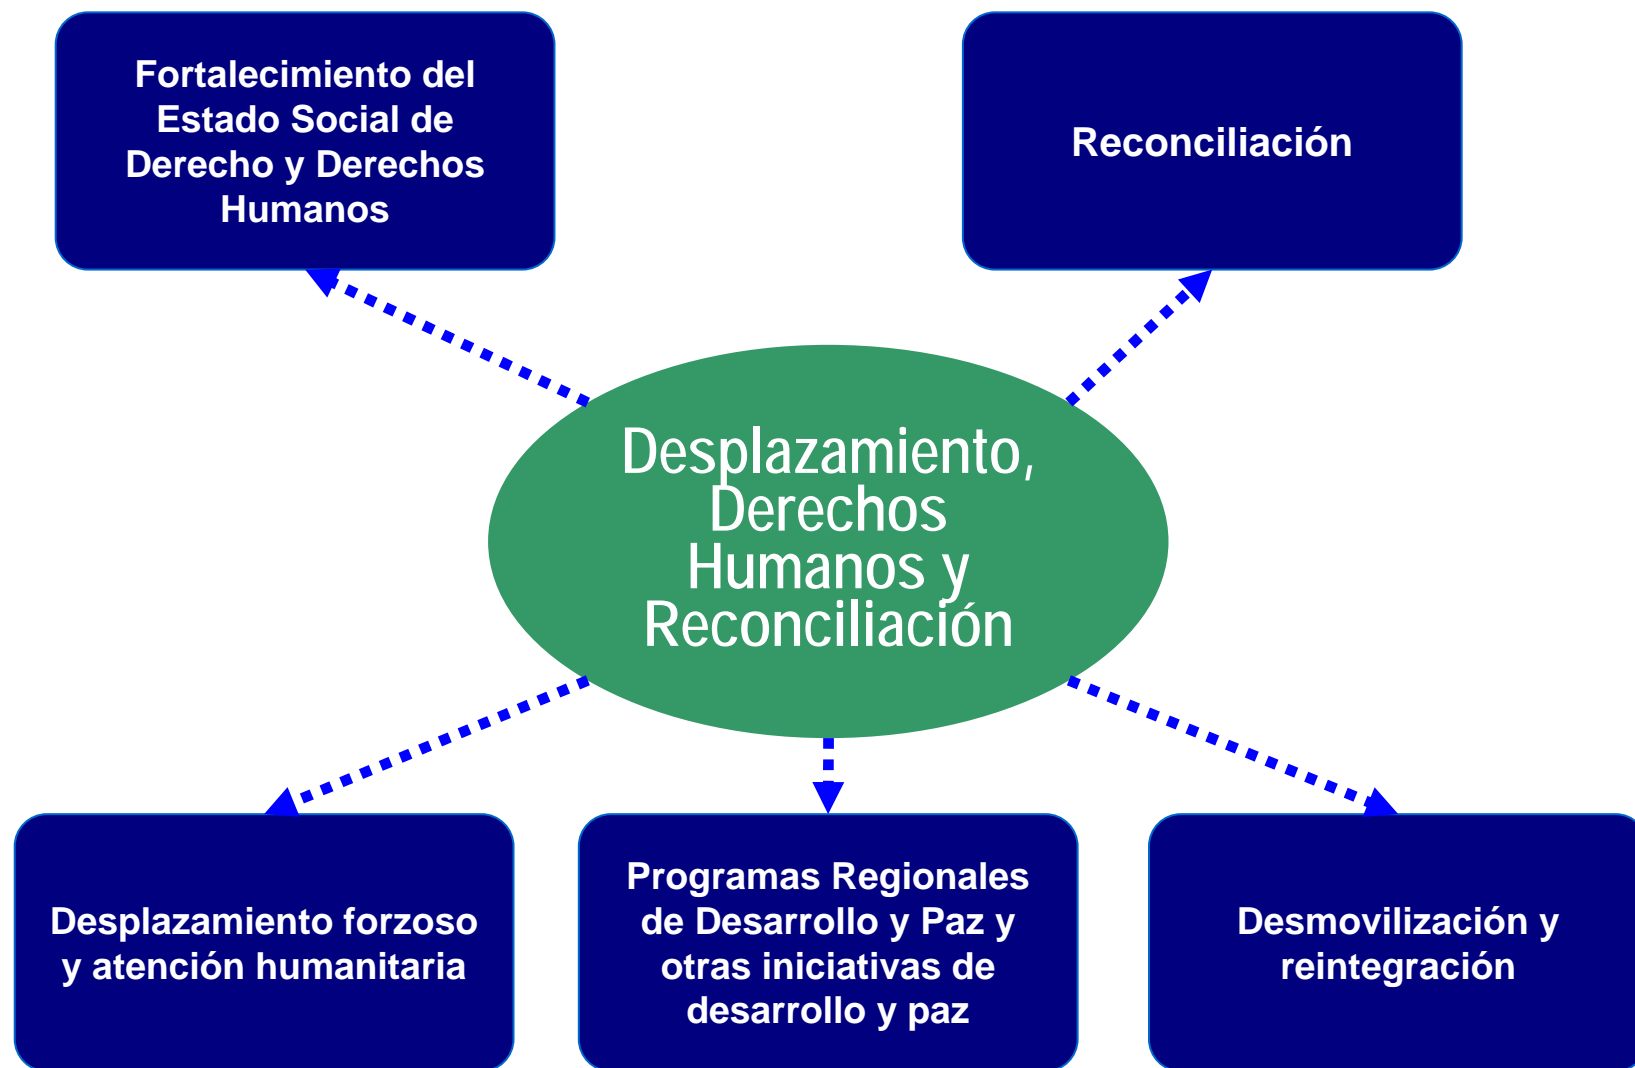 Fortalecimiento del
Estado Social de
Derecho y Derechos
Humanos
Reconciliación
Desplazamiento,
Derechos
Humanos y
Reconciliación
Desplazamiento forzoso
y atención humanitaria
Programas Regionales
de Desarrollo y Paz y
otras iniciativas de
desarrollo y paz
Desmovilización y
reintegración